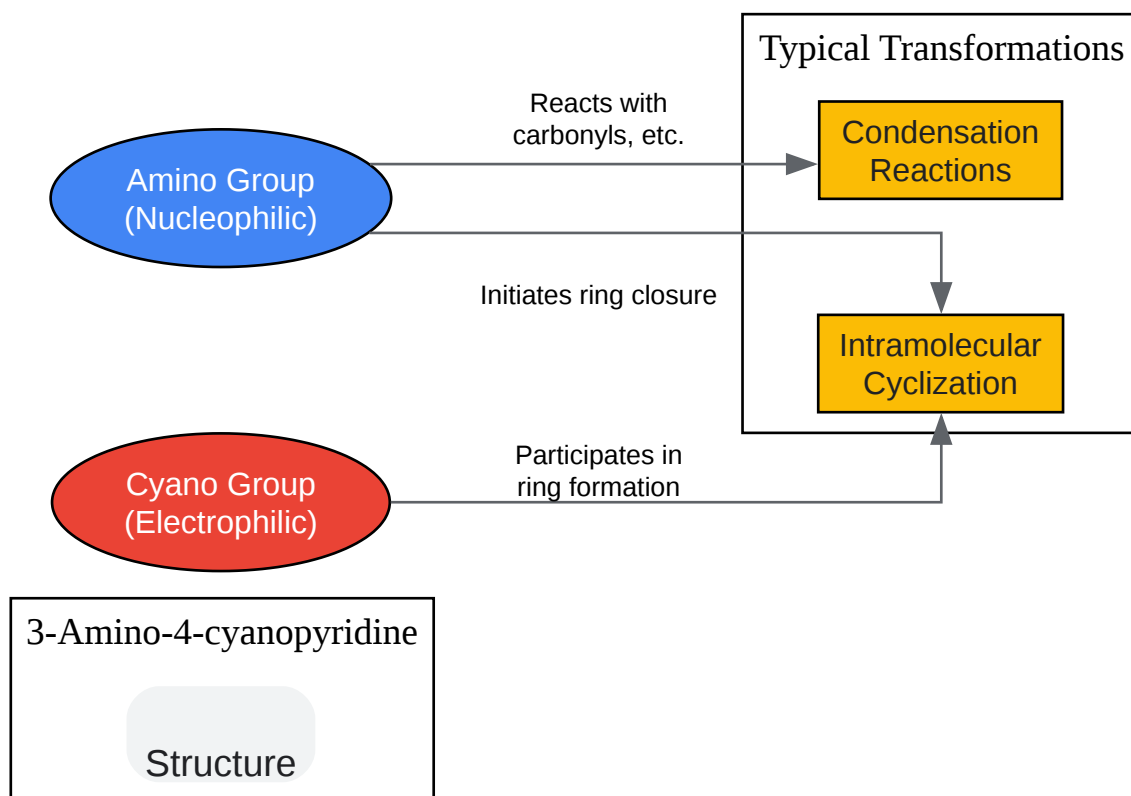 Typical Transformations
Reacts with
carbonyls, etc.
Condensation
Reactions
Amino Group
(Nucleophilic)
Initiates ring closure
Intramolecular
Cyclization
Participates in
ring formation
Cyano Group
(Electrophilic)
3-Amino-4-cyanopyridine
Structure